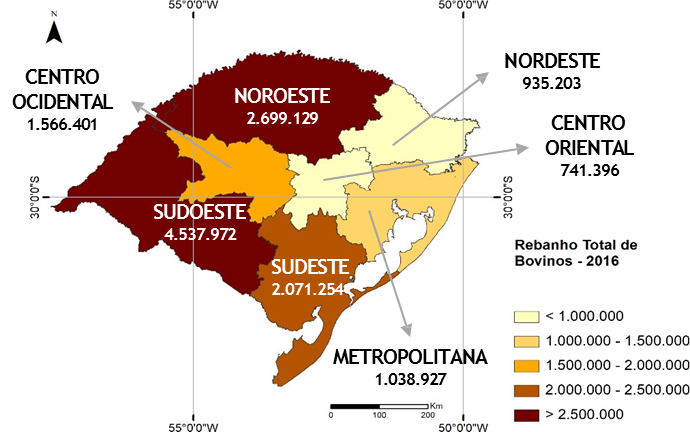 55°0'0"W
50°0'0"W
N
NORDESTE
935.203
CENTRO
OCIDENTAL
1.566.401
NOROESTE
2.699.129
CENTRO
ORIENTAL
741.396
30°0'0"S
30°0'0"S
SUDOESTE
4.537.972
SUDESTE
2.071.254
METROPOLITANA
1.038.927
Rebanho Total de
Bovinos - 2016
< 1.000.000
1.000.000 - 1.500.000
1.500.000 - 2.000.000
2.000.000 - 2.500.000
> 2.500.000
Km
0 100 200
55°0'0"W
50°0'0"W